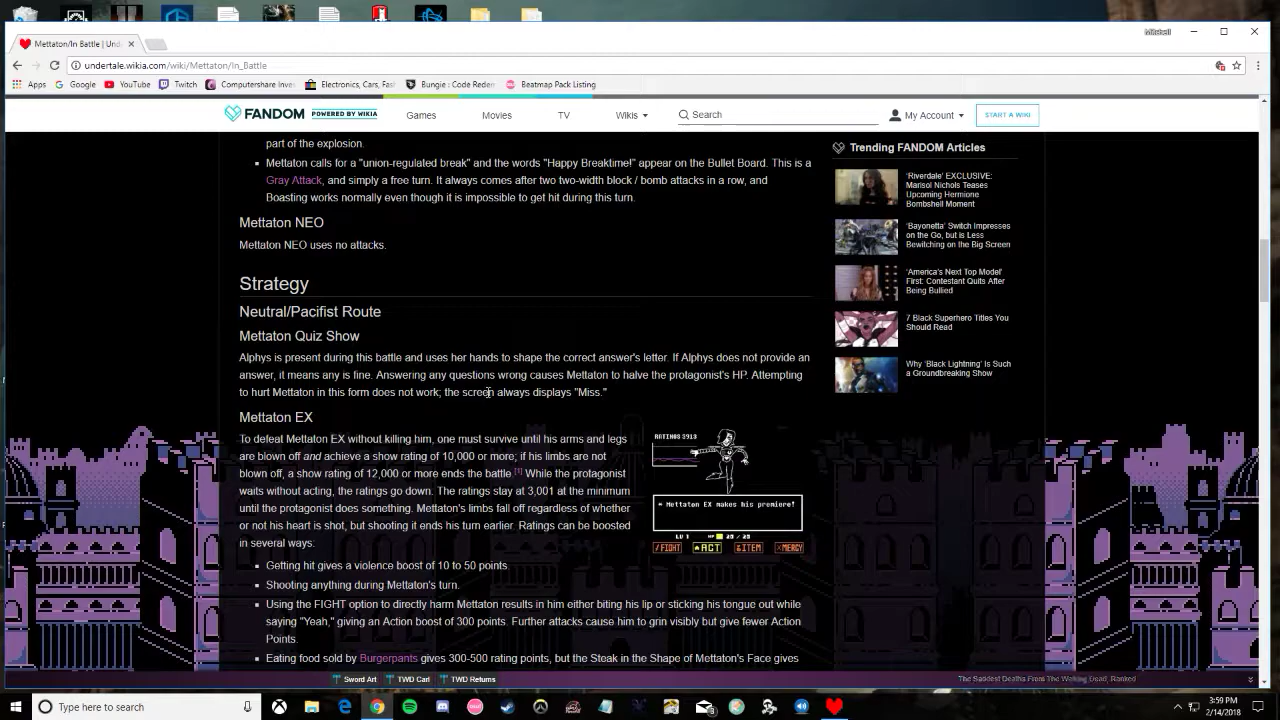 Mitchell
Mettaton/In Battle | Und
undertale.wikia.com/wiki/Mettaton/In_Battle
Apps Google YouTube Twitch Computershare Inves Electronics, Cars, Fas Bungie : Code Redem Beatmap Pack Listing
FANDOM POWERED BY WIKIA Games Movies TV Wikis Search My Account START A WIKI
part of the explosion.
Mettaton calls for a "union-regulated break" and the words "Happy Breaktime!" appear on the Bullet Board. This is a
Gray Attack, and simply a free turn. It always comes after two two-width block / bomb attacks in a row, and
Boasting works normally even though it is impossible to get hit during this turn.
Mettaton NEO
Mettaton NEO uses no attacks.
Strategy
Neutral/Pacifist Route
Mettaton Quiz Show
Alphys is present during this battle and uses her hands to shape the correct answer's letter. If Alphys does not provide an
answer, it means any is fine. Answering any questions wrong causes Mettaton to halve the protagonist's HP. Attempting
to hurt Mettaton in this form does not work; the screen always displays "Miss."
Mettaton EX
To defeat Mettaton EX without killing him, one must survive until his arms and legs
are blown off and achieve a show rating of 10,000 or more; if his limbs are not
blown off, a show rating of 12,000 or more ends the battle.[1] While the protagonist
waits without acting, the ratings go down. The ratings stay at 3,001 at the minimum
until the protagonist does something. Mettaton's limbs fall off regardless of whether
or not his heart is shot, but shooting it ends his turn earlier. Ratings can be boosted
in several ways:
RATINGS 3913
* Mettaton EX makes his premiere!
LV 1 HP 20 / 20
FIGHT ACT ITEM MERCY
Getting hit gives a violence boost of 10 to 50 points.
Shooting anything during Mettaton's turn.
Using the FIGHT option to directly harm Mettaton results in him either biting his lip or sticking his tongue out while
saying "Yeah," giving an Action boost of 300 points. Further attacks cause him to grin visibly but give fewer Action
Points.
Eating food sold by Burgerpants gives 300-500 rating points, but the Steak in the Shape of Mettaton's Face gives
Trending FANDOM Articles
'Riverdale' EXCLUSIVE:
Marisol Nichols Teases
Upcoming Hermione
Bombshell Moment
'Bayonetta' Switch Impresses
on the Go, but is Less
Bewitching on the Big Screen
'America's Next Top Model'
First: Contestant Quits After
Being Bullied
7 Black Superhero Titles You
Should Read
Why 'Black Lightning' Is Such
a Groundbreaking Show
Sword Art TWD Carl TWD Returns
The Saddest Deaths From The Walking Dead, Ranked
Type here to search
3:59 PM
2/14/2018